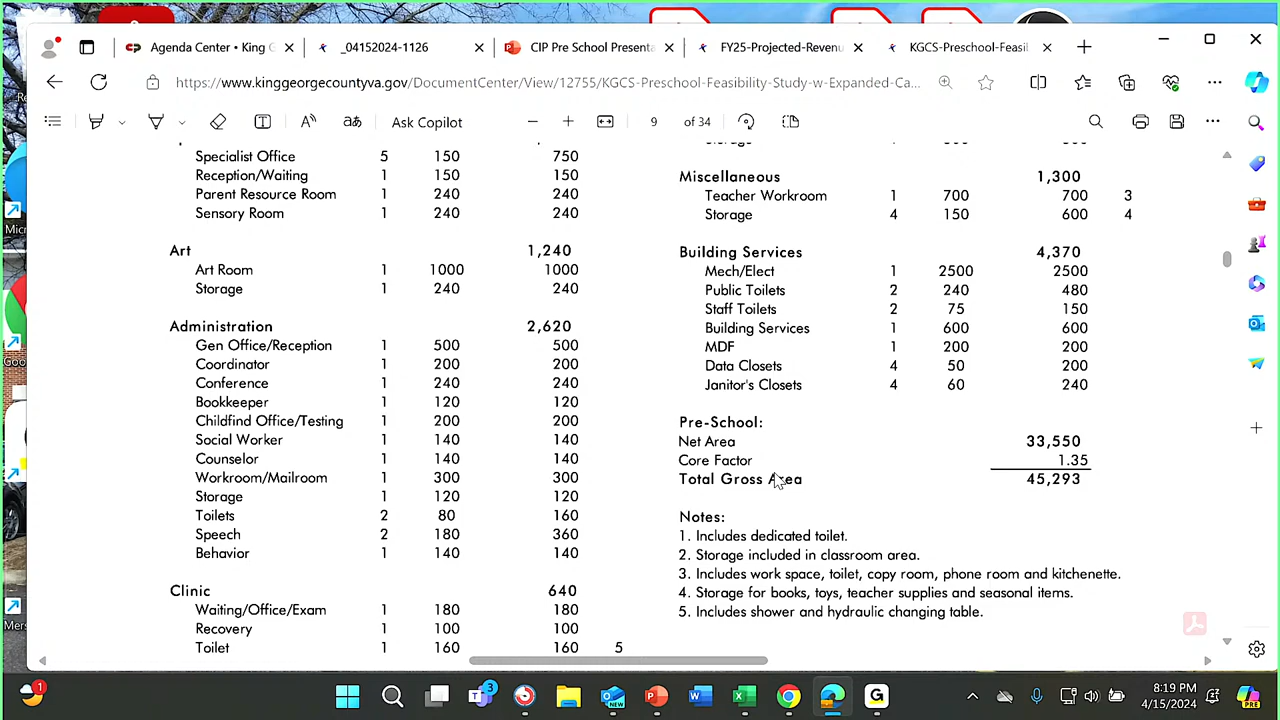 Agenda Center • King G
_04152024-1126
CIP Pre School Presenta
FY25-Projected-Revenu
KGCS-Preschool-Feasil
https://www.kinggeorgecountyva.gov/DocumentCenter/View/12755/KGCS-Preschool-Feasibility-Study-w-Expanded-Ca...
Ask Copilot
9 of 34
Specialist Office 5 150 750
Reception/Waiting 1 150 150
Parent Resource Room 1 240 240
Sensory Room 1 240 240
Art 1,240
Art Room 1 1000 1000
Storage 1 240 240
Administration 2,620
Gen Office/Reception 1 500 500
Coordinator 1 200 200
Conference 1 240 240
Bookkeeper 1 120 120
Childfind Office/Testing 1 200 200
Social Worker 1 140 140
Counselor 1 140 140
Workroom/Mailroom 1 300 300
Storage 1 120 120
Toilets 2 80 160
Speech 2 180 360
Behavior 1 140 140
Clinic 640
Waiting/Office/Exam 1 180 180
Recovery 1 100 100
Toilet 1 160 160 5
Miscellaneous 1,300
Teacher Workroom 1 700 700 3
Storage 4 150 600 4
Building Services 4,370
Mech/Elect 1 2500 2500
Public Toilets 2 240 480
Staff Toilets 2 75 150
Building Services 1 600 600
MDF 1 200 200
Data Closets 4 50 200
Janitor's Closets 4 60 240
Pre-School:
Net Area 33,550
Core Factor 1.35
Total Gross Area 45,293
Notes:
1. Includes dedicated toilet.
2. Storage included in classroom area.
3. Includes work space, toilet, copy room, phone room and kitchenette.
4. Storage for books, toys, teacher supplies and seasonal items.
5. Includes shower and hydraulic changing table.
8:19 PM
4/15/2024